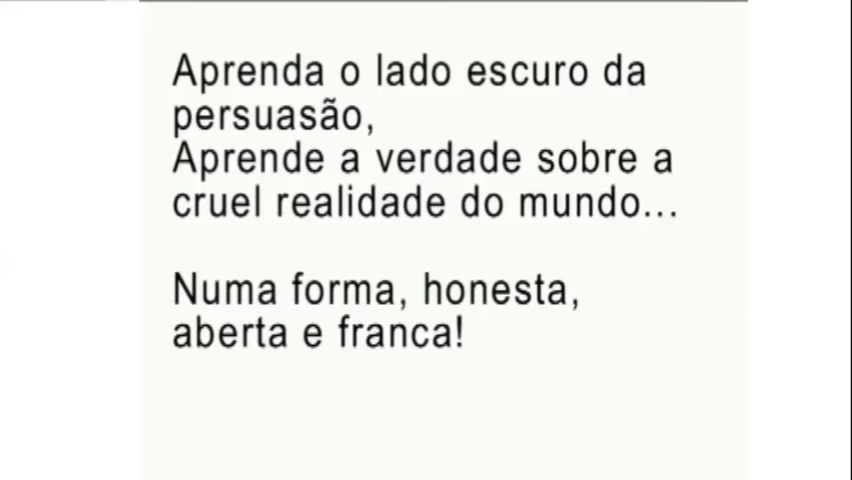 Aprenda o lado escuro da
persuasão,
Aprende a verdade sobre a
cruel realidade do mundo...
Numa forma, honesta,
aberta e franca!